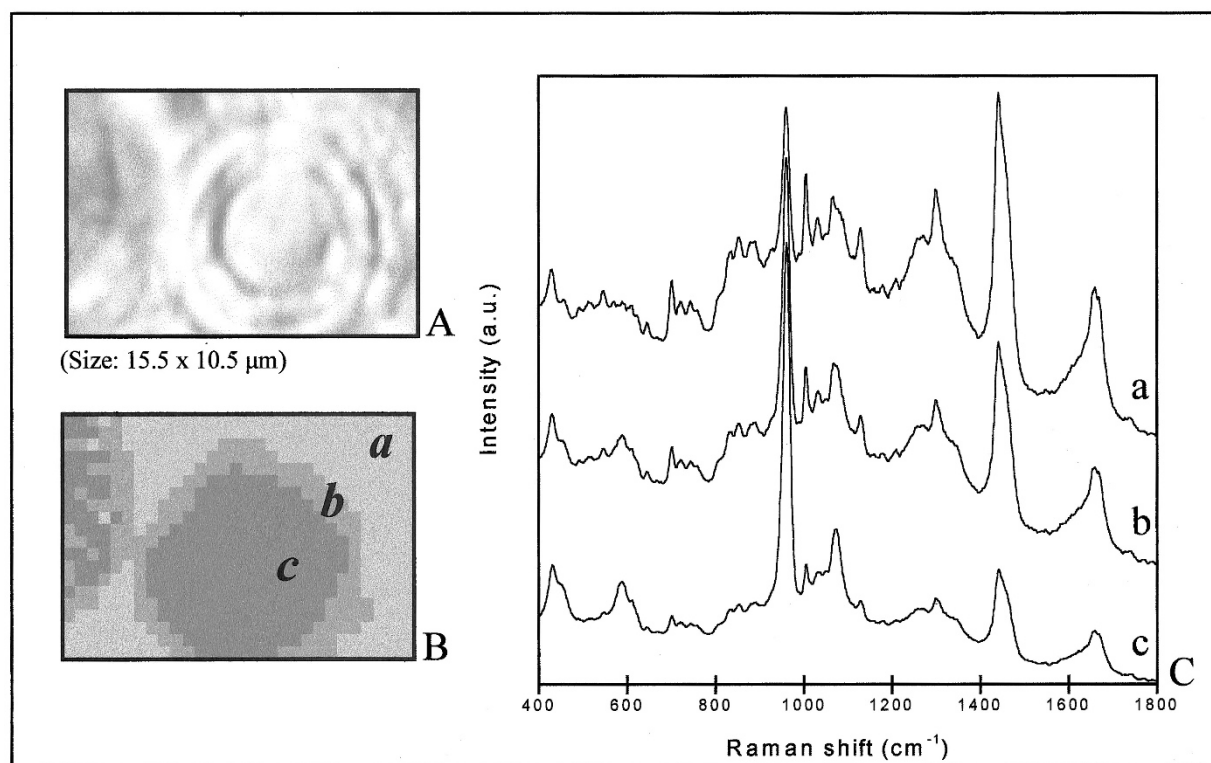 A
(Size: 15.5 x 10.5 µm)
a
b
c
B
Intensity (a.u.)
a
b
c
C
400 600 800 1000 1200 1400 1600 1800
Raman shift (cm⁻¹)